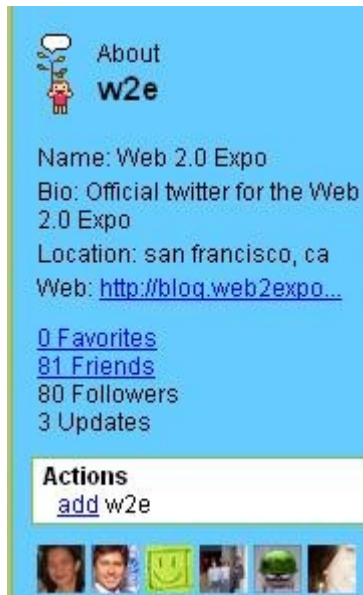 About
w2e
Name: Web 2.0 Expo
Bio: Official twitter for the Web
2.0 Expo
Location: san francisco, ca
Web: http://blog.web2expo...
0 Favorites
81 Friends
80 Followers
3 Updates
Actions
add w2e